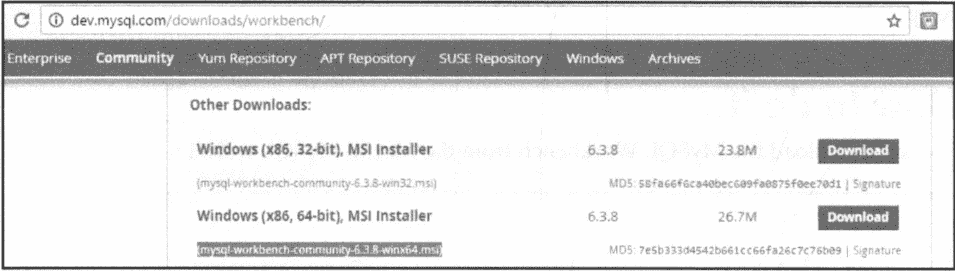 dev.mysql.com/downloads/workbench/
Enterprise Community Yum Repository APT Repository SUSE Repository Windows Archives
Other Downloads:
Windows (x86, 32-bit), MSI Installer 6.3.8 23.8M Download
(mysql-workbench-community-6.3.8-win32.msi) MD5: 58fa66f6ca40bec609fa0875f0ee70d1 | Signature
Windows (x86, 64-bit), MSI Installer 6.3.8 26.7M Download
(mysql-workbench-community-6.3.8-winx64.msi) MD5: 7e5b333d4542b661cc66fa26c7c76b09 | Signature